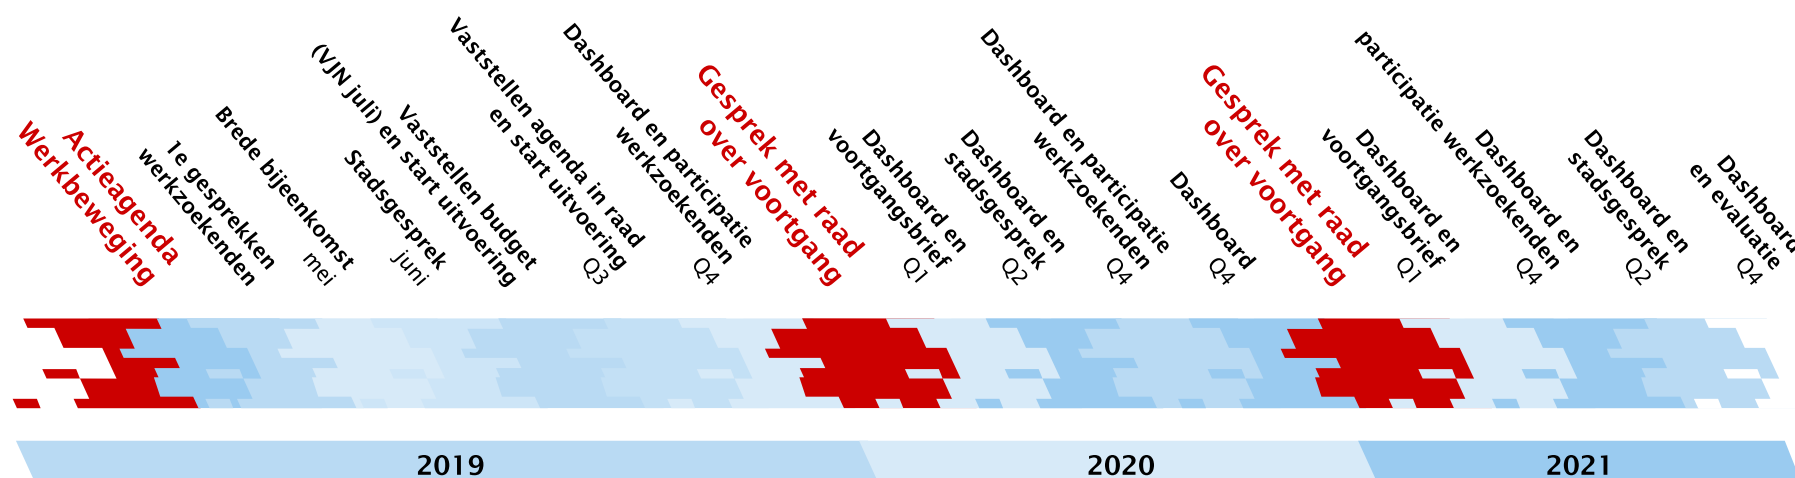 Actieagenda
Werkbeweging
1e gesprekken
werkzoekenden
Brede bijeenkomst
mei
Stadsgesprek
juni
Vaststellen budget
(VJN juli) en start uitvoering
Vaststellen agenda in raad
en start uitvoering
Q3
Dashboard en participatie
werkzoekenden
Q4
Gesprek met raad
over voortgang
Dashboard en
voortgangsbrief
Q1
Dashboard en
stadsgesprek
Q2
Dashboard en participatie
werkzoekenden
Q4
Dashboard
Q4
Gesprek met raad
over voortgang
Dashboard en
voortgangsbrief
Q1
Dashboard en
participatie werkzoekenden
Q4
Dashboard en
stadsgesprek
Q2
Dashboard
en evaluatie
Q4
2019
2020
2021